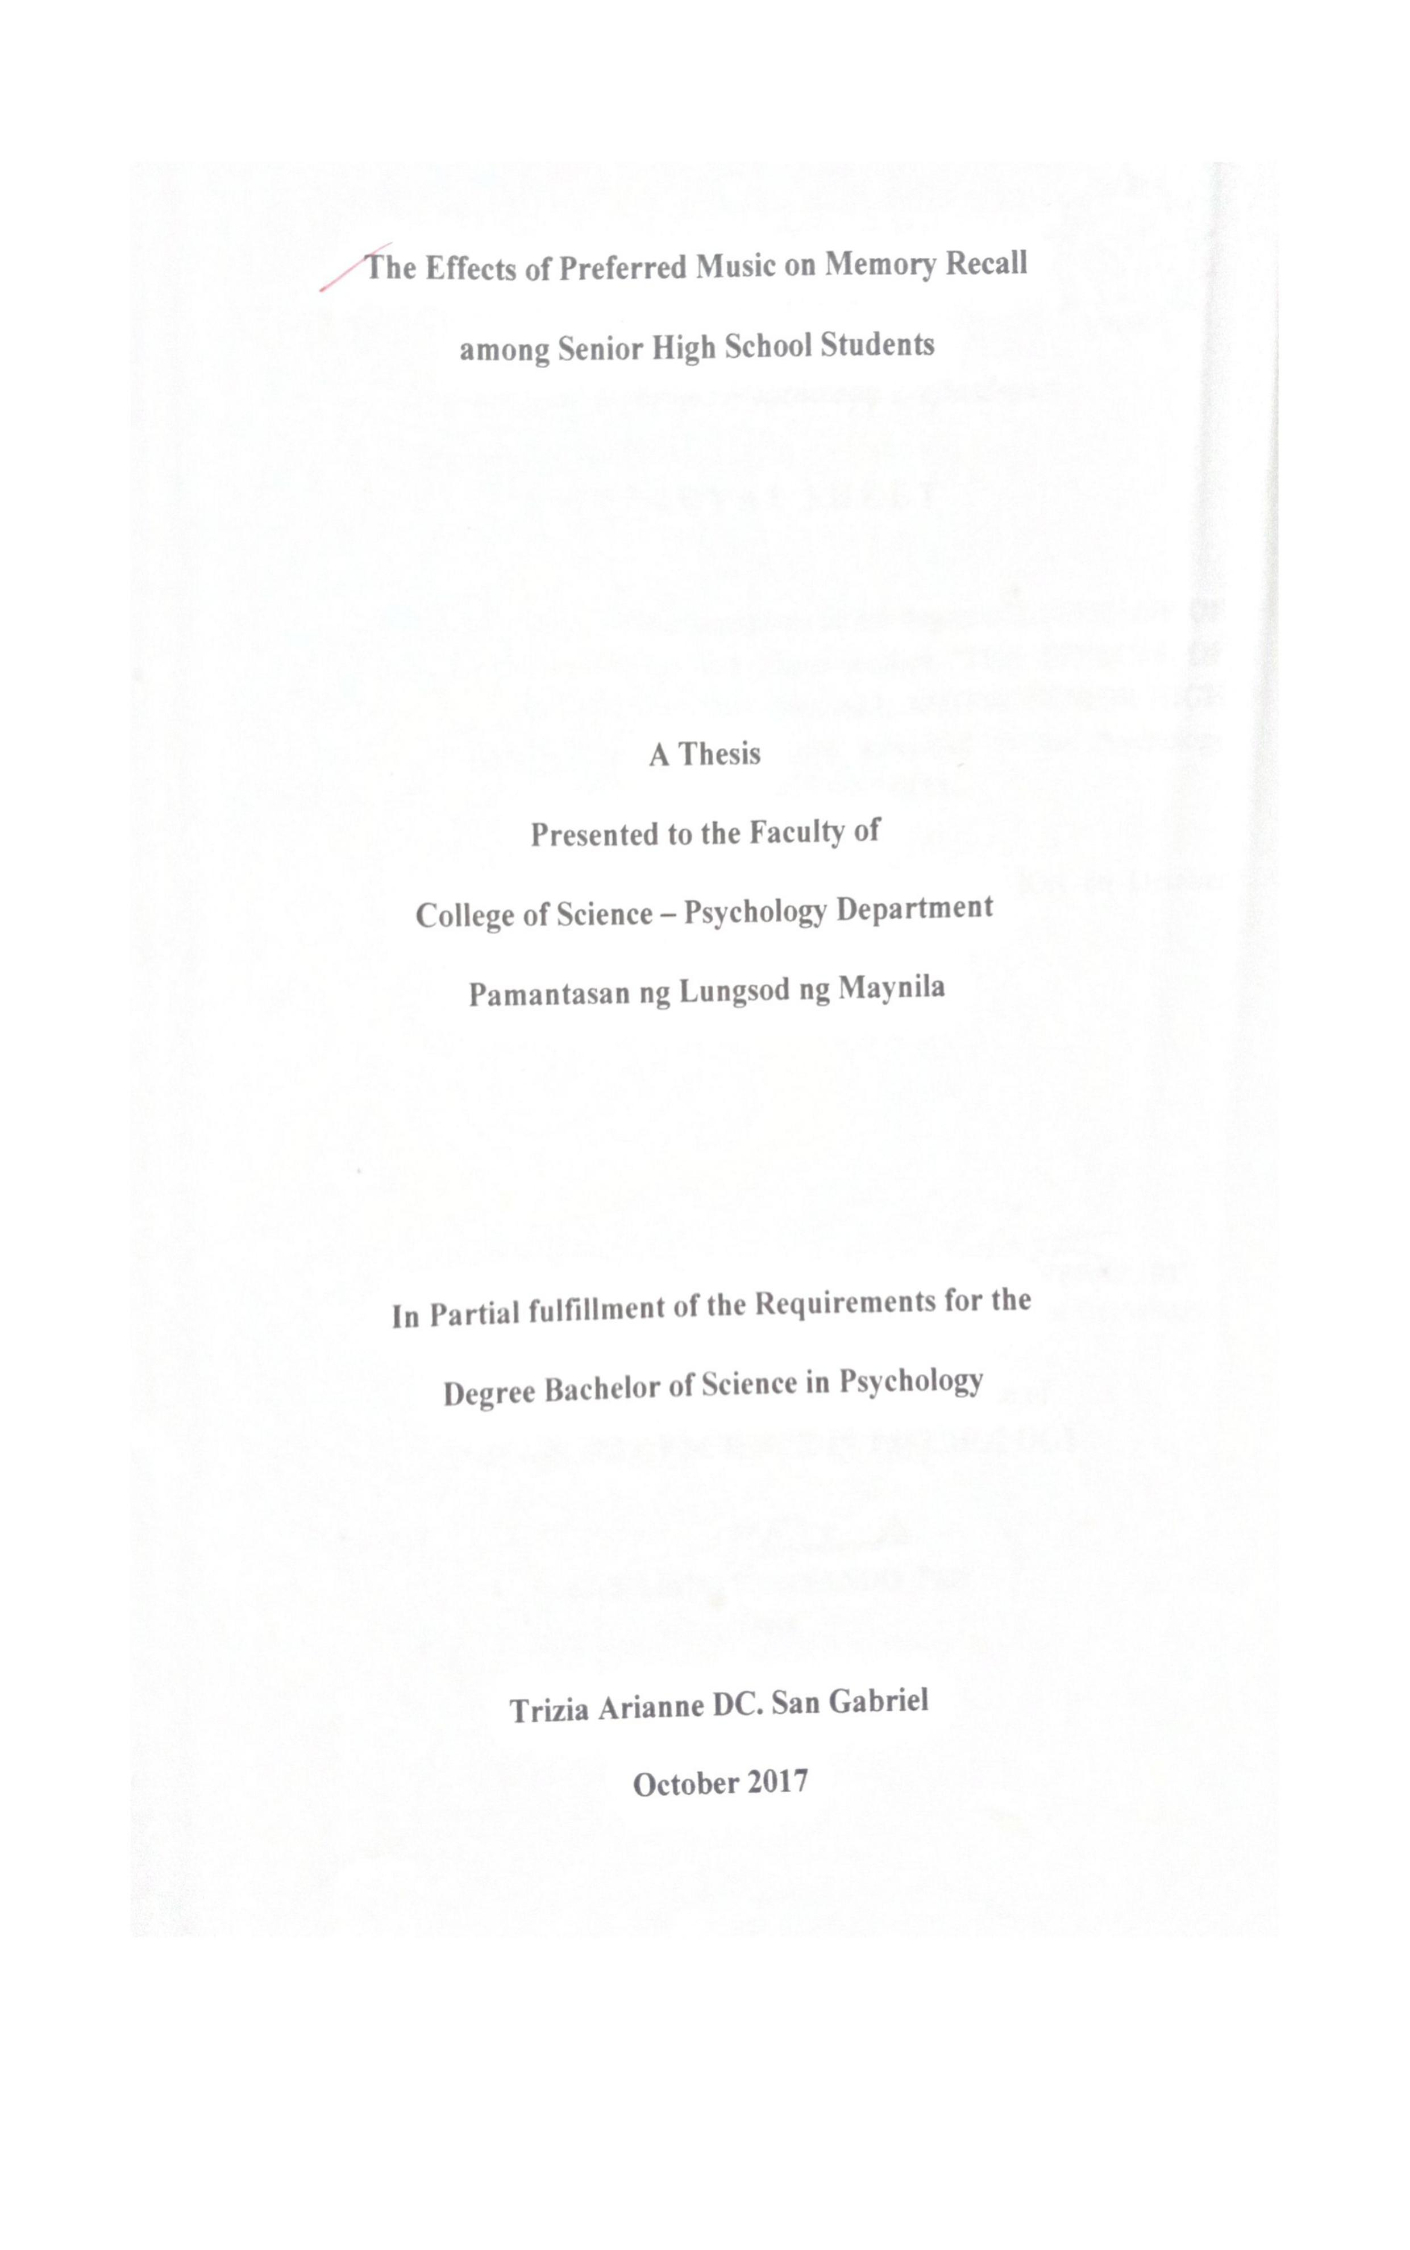 The Effects of Preferred Music on Memory Recall
among Senior High School Students
A Thesis
Presented to the Faculty of
College of Science – Psychology Department
Pamantasan ng Lungsod ng Maynila
In Partial fulfillment of the Requirements for the
Degree Bachelor of Science in Psychology
Trizia Arianne DC. San Gabriel
October 2017